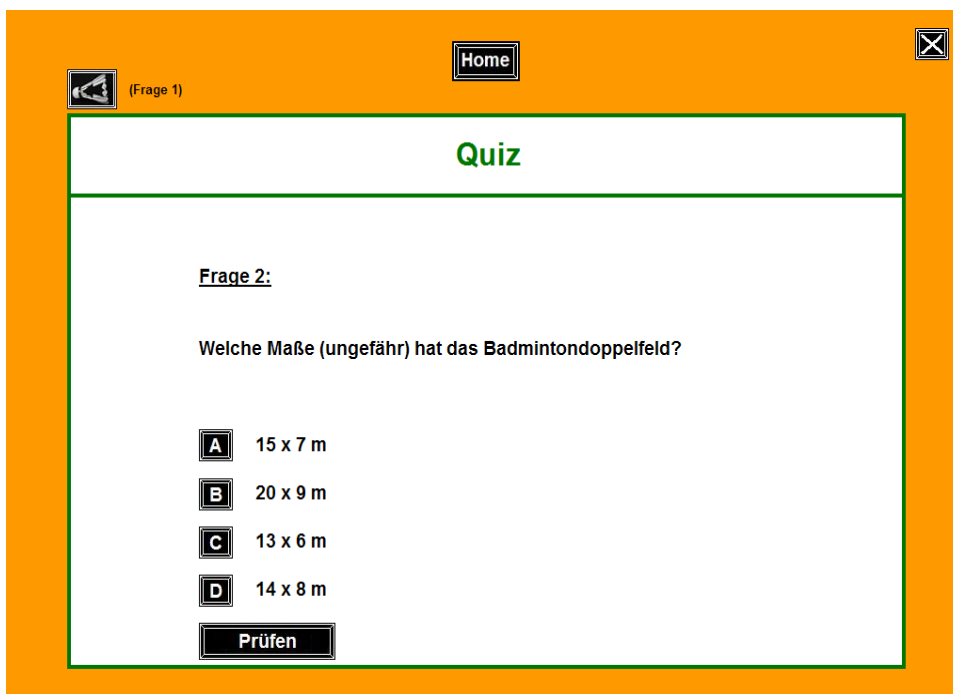 Home
(Frage 1)
Quiz
Frage 2:
Welche Maße (ungefähr) hat das Badmintondoppelfeld?
A 15 x 7 m
B 20 x 9 m
C 13 x 6 m
D 14 x 8 m
Prüfen